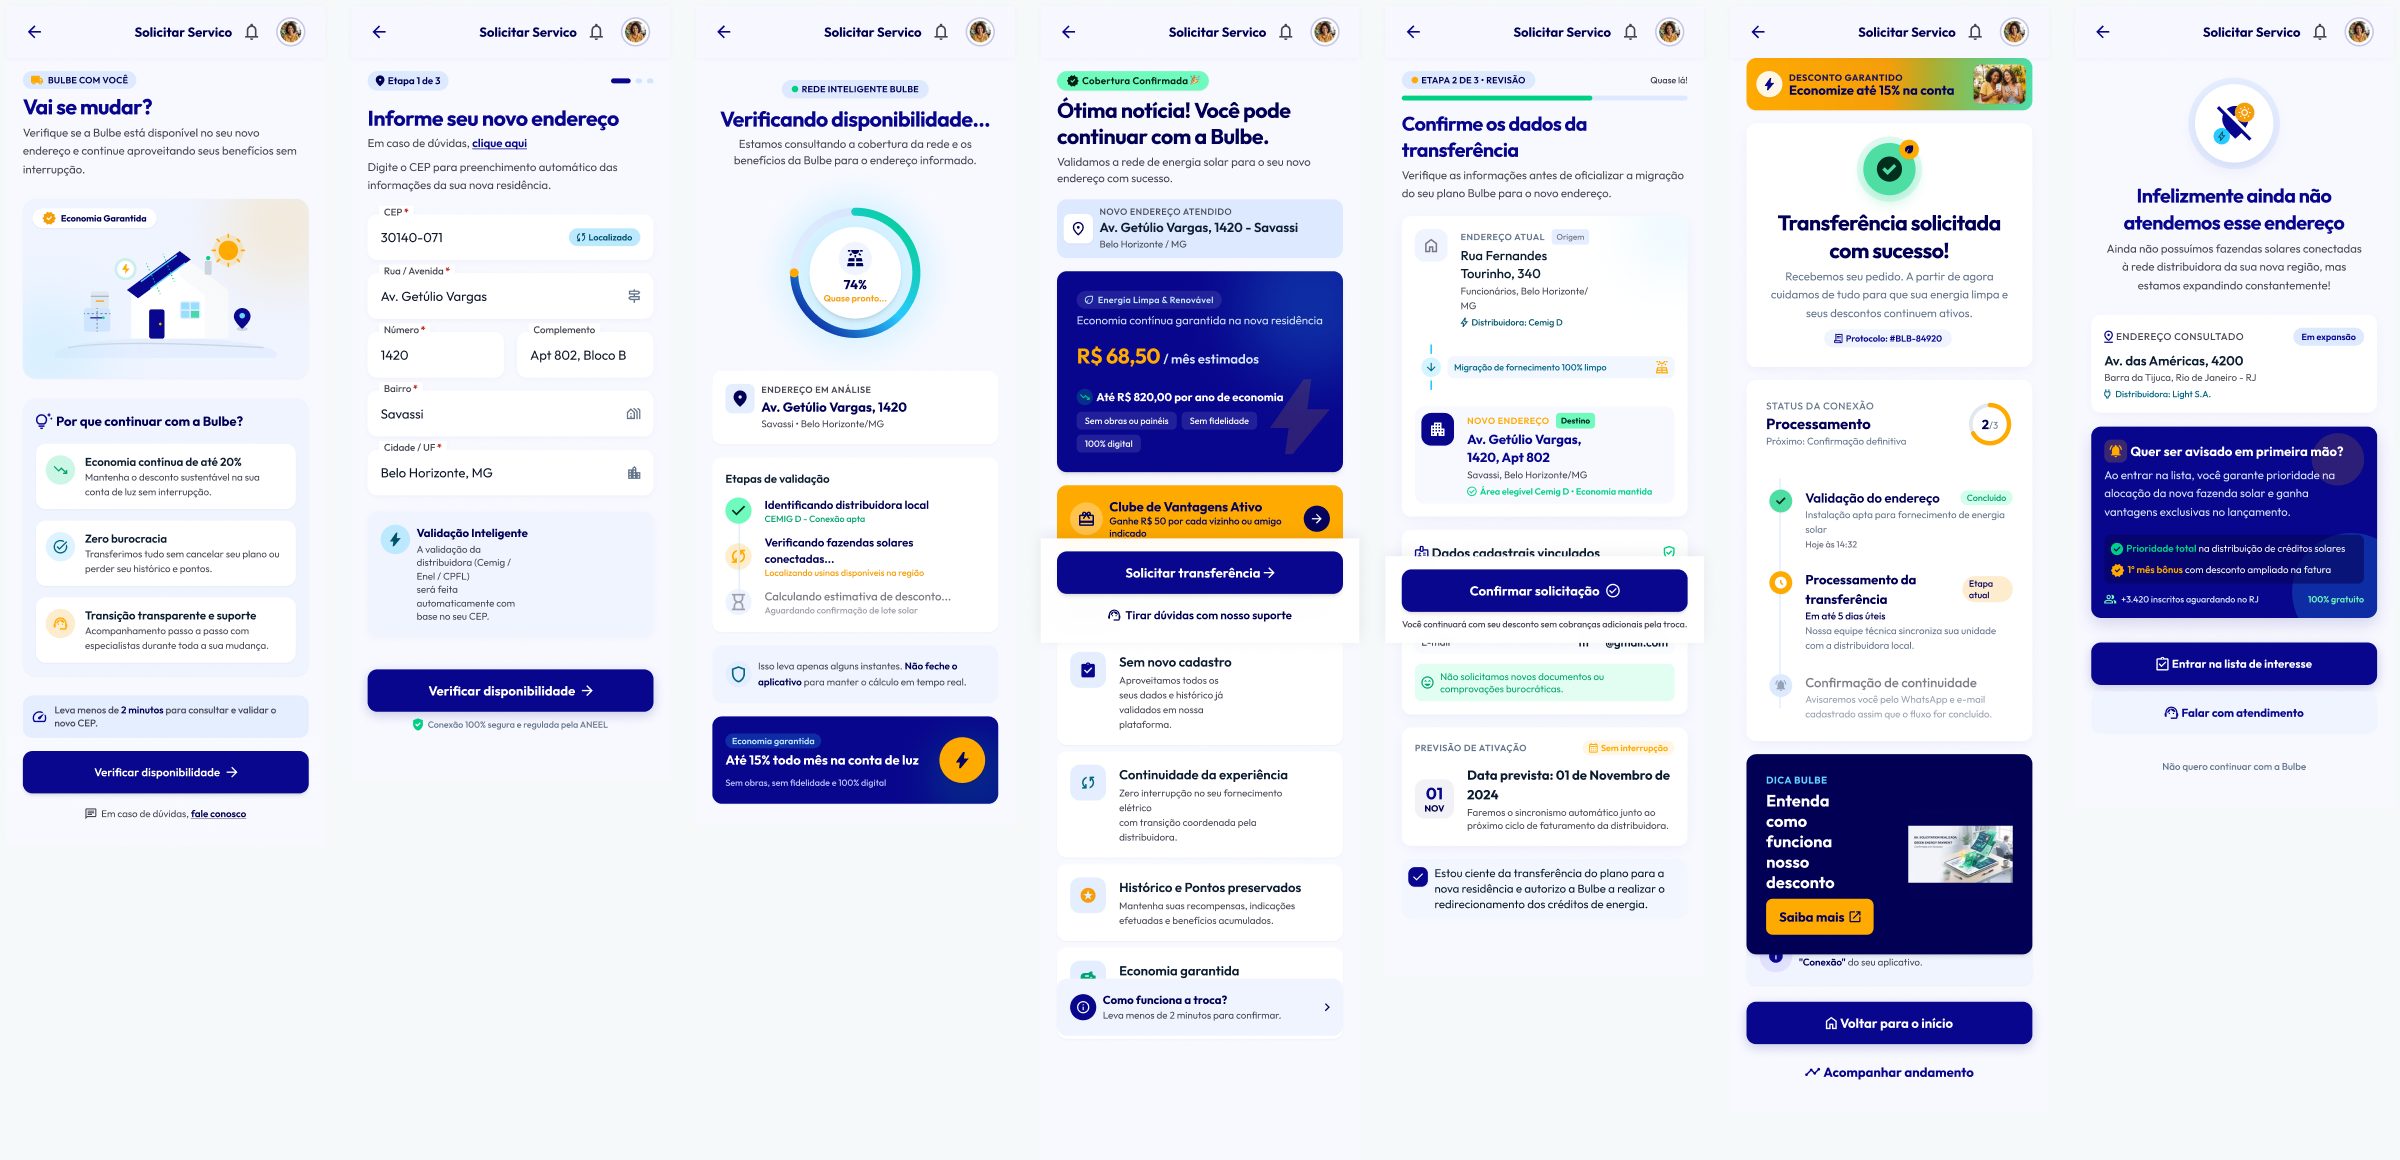 Solicitar Servico
BULBE COM VOCÊ
Vai se mudar?
Verifique se a Bulbe está disponível no seu novo
endereço e continue aproveitando seus benefícios sem
interrupção.
Economia Garantida
Por que continuar com a Bulbe?
Economia contínua de até 20%
Mantenha o desconto sustentável na sua
conta de luz sem interrupção.
Zero burocracia
Transferimos tudo sem cancelar seu plano ou
perder seu histórico e pontos.
Transição transparente e suporte
Acompanhamento passo a passo com
especialistas durante toda a sua mudança.
Leva menos de 2 minutos para consultar e validar o
novo CEP.
Verificar disponibilidade
Em caso de dúvidas, fale conosco
Solicitar Servico
Etapa 1 de 3
Informe seu novo endereço
Em caso de dúvidas, clique aqui
Digite o CEP para preenchimento automático das
informações da sua nova residência.
CEP *
30140-071
Localizado
Rua / Avenida *
Av. Getúlio Vargas
Número *
1420
Complemento
Apt 802, Bloco B
Bairro *
Savassi
Cidade / UF *
Belo Horizonte, MG
Validação Inteligente
A validação da
distribuidora (Cemig /
Enel / CPFL)
será feita
automaticamente com
base no seu CEP.
Verificar disponibilidade
Conexão 100% segura e regulada pela ANEEL
Solicitar Servico
REDE INTELIGENTE BULBE
Verificando disponibilidade...
Estamos consultando a cobertura da rede e os
benefícios da Bulbe para o endereço informado.
74%
Quase pronto...
ENDEREÇO EM ANÁLISE
Av. Getúlio Vargas, 1420
Savassi • Belo Horizonte/MG
Etapas de validação
Identificando distribuidora local
CEMIG D - Conexão apta
Verificando fazendas solares
conectadas...
Localizando usinas disponíveis na região
Calculando estimativa de desconto...
Aguardando confirmação de lote solar
Isso leva apenas alguns instantes. Não feche o
aplicativo para manter o cálculo em tempo real.
Economia garantida
Até 15% todo mês na conta de luz
Sem obras, sem fidelidade e 100% digital
Solicitar Servico
Cobertura Confirmada🎉
Ótima notícia! Você pode
continuar com a Bulbe.
Validamos a rede de energia solar para o seu novo
endereço com sucesso.
NOVO ENDEREÇO ATENDIDO
Av. Getúlio Vargas, 1420 - Savassi
Belo Horizonte / MG
Energia Limpa & Renovável
Economia contínua garantida na nova residência
R$ 68,50 / mês estimados
Até R$ 820,00 por ano de economia
Sem obras ou painéis
Sem fidelidade
100% digital
Clube de Vantagens Ativo
Ganhe R$ 50 por cada vizinho ou amigo
indicado
Solicitar transferência
Tirar dúvidas com nosso suporte
Sem novo cadastro
Aproveitamos todos os
seus dados e histórico já
validados em nossa
plataforma.
Continuidade da experiência
Zero interrupção no seu fornecimento
elétrico
com transição coordenada pela
distribuidora.
Histórico e Pontos preservados
Mantenha suas recompensas, indicações
efetuadas e benefícios acumulados.
Economia garantida
Como funciona a troca?
Leva menos de 2 minutos para confirmar.
Solicitar Servico
ETAPA 2 DE 3 • REVISÃO
Quase lá!
Confirme os dados da
transferência
Verifique as informações antes de oficializar a migração
do seu plano Bulbe para o novo endereço.
ENDEREÇO ATUAL
Origem
Rua Fernandes
Tourinho, 340
Funcionários, Belo Horizonte/
MG
Distribuidora: Cemig D
Migração de fornecimento 100% limpo
NOVO ENDEREÇO
Destino
Av. Getúlio Vargas,
1420, Apt 802
Savassi, Belo Horizonte/MG
Área elegível Cemig D • Economia mantida
Dados cadastrais vinculados
Confirmar solicitação
Você continuará com seu desconto sem cobranças adicionais pela troca.
E-mail
@gmail.com
Não solicitamos novos documentos ou
comprovações burocráticas.
PREVISÃO DE ATIVAÇÃO
Sem interrupção
01
NOV
Data prevista: 01 de Novembro de
2024
Faremos o sincronismo automático junto ao
próximo ciclo de faturamento da distribuidora.
Estou ciente da transferência do plano para a
nova residência e autorizo a Bulbe a realizar o
redirecionamento dos créditos de energia.
Solicitar Servico
DESCONTO GARANTIDO
Economize até 15% na conta
Transferência solicitada
com sucesso!
Recebemos seu pedido. A partir de agora
cuidamos de tudo para que sua energia limpa e
seus descontos continuem ativos.
Protocolo: #BLB-84920
STATUS DA CONEXÃO
Processamento
Próximo: Confirmação definitiva
2/3
Validação do endereço
Concluído
Instalação apta para fornecimento de energia
solar
Hoje às 14:32
Processamento da
transferência
Etapa
atual
Em até 5 dias úteis
Nossa equipe técnica sincroniza sua unidade
com a distribuidora local.
Confirmação de continuidade
Avisaremos você pelo WhatsApp e e-mail
cadastrado assim que o fluxo for concluído.
DICA BULBE
Entenda
como
funciona
nosso
desconto
Saiba mais
"Conexão" do seu aplicativo.
Voltar para o início
Acompanhar andamento
Solicitar Servico
Infelizmente ainda não
atendemos esse endereço
Ainda não possuímos fazendas solares conectadas
à rede distribuidora da sua nova região, mas
estamos expandindo constantemente!
ENDEREÇO CONSULTADO
Em expansão
Av. das Américas, 4200
Barra da Tijuca, Rio de Janeiro - RJ
Distribuidora: Light S.A.
Quer ser avisado em primeira mão?
Ao entrar na lista, você garante prioridade na
alocação da nova fazenda solar e ganha
vantagens exclusivas no lançamento.
Prioridade total na distribuição de créditos solares
1º mês bônus com desconto ampliado na fatura
+3.420 inscritos aguardando no RJ
100% gratuito
Entrar na lista de interesse
Falar com atendimento
Não quero continuar com a Bulbe